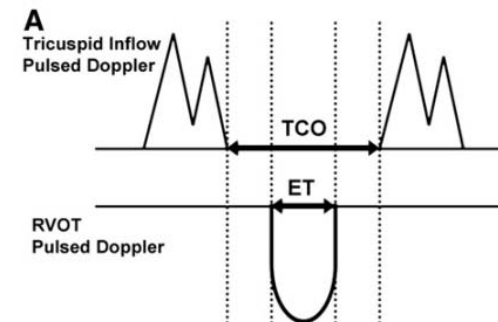 A
Tricuspid Inflow
Pulsed Doppler
TCO
ET
RVOT
Pulsed Doppler